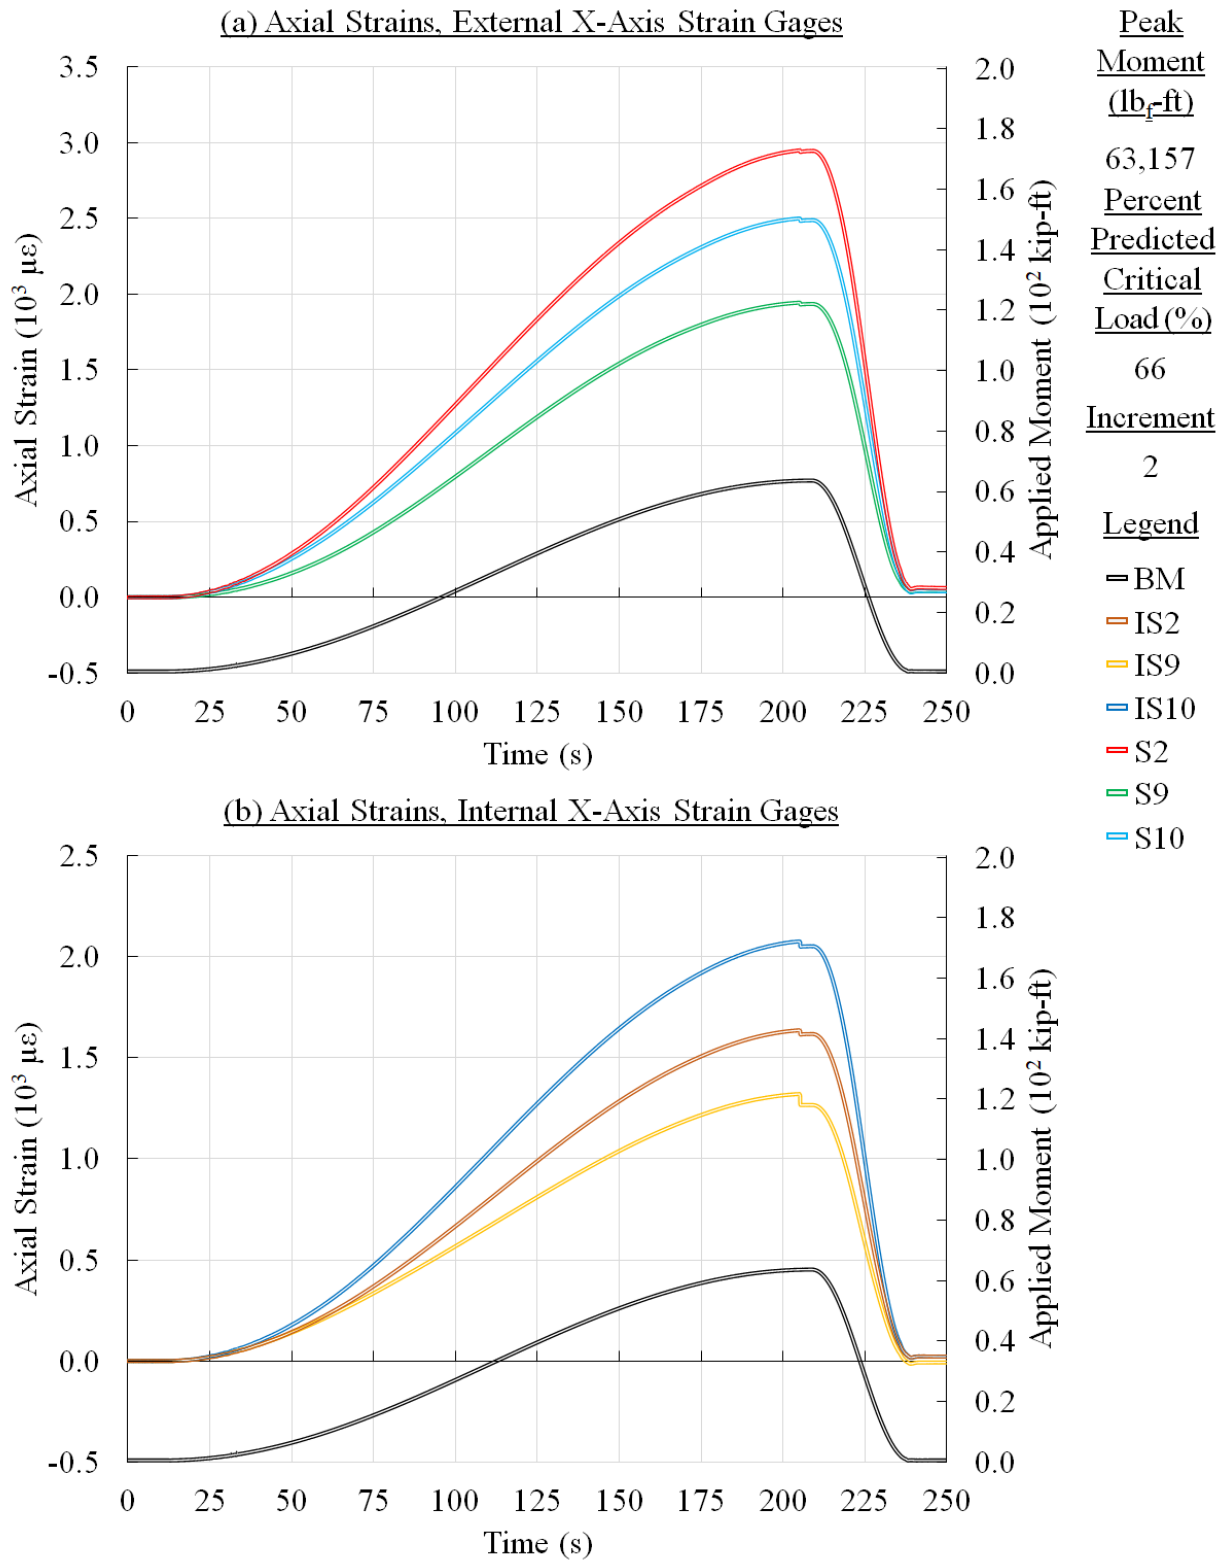 (a) Axial Strains, External X-Axis Strain Gages
3.5
3.0
2.5
2.0
1.5
1.0
0.5
0.0
-0.5
Axial Strain (10³ με)
2.0
1.8
1.6
1.4
1.2
1.0
0.8
0.6
0.4
0.2
0.0
Applied Moment (10² kip-ft)
0 25 50 75 100 125 150 175 200 225 250
Time (s)
(b) Axial Strains, Internal X-Axis Strain Gages
2.5
2.0
1.5
1.0
0.5
0.0
-0.5
Axial Strain (10³ με)
2.0
1.8
1.6
1.4
1.2
1.0
0.8
0.6
0.4
0.2
0.0
Applied Moment (10² kip-ft)
0 25 50 75 100 125 150 175 200 225 250
Time (s)
Peak
Moment
(lbf-ft)
63,157
Percent
Predicted
Critical
Load (%)
66
Increment
2
Legend
BM
IS2
IS9
IS10
S2
S9
S10